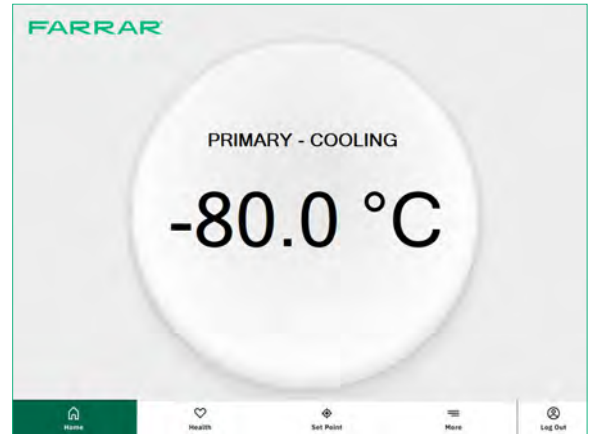 FARRAR
PRIMARY - COOLING
-80.0 °C
Home
Health
Set Point
More
Log Out